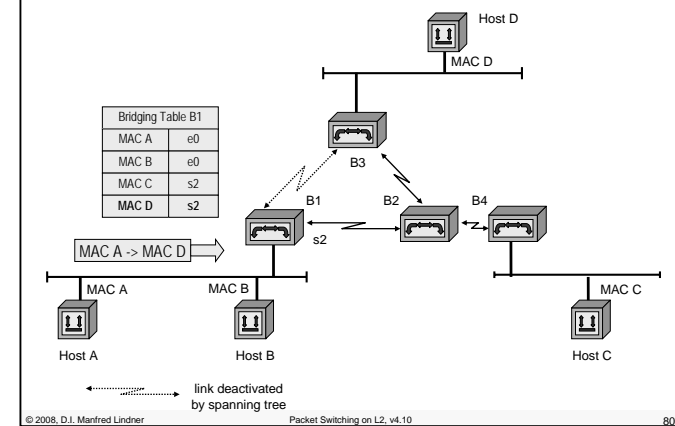 Host D
MAC D
Bridging Table B1
MAC A e0
MAC B e0
MAC C s2
MAC D s2
B3
B1
B2
B4
s2
MAC A -> MAC D
MAC A
MAC B
MAC C
Host A
Host B
Host C
link deactivated
by spanning tree
© 2008, D.I. Manfred Lindner
Packet Switching on L2, v4.10
80